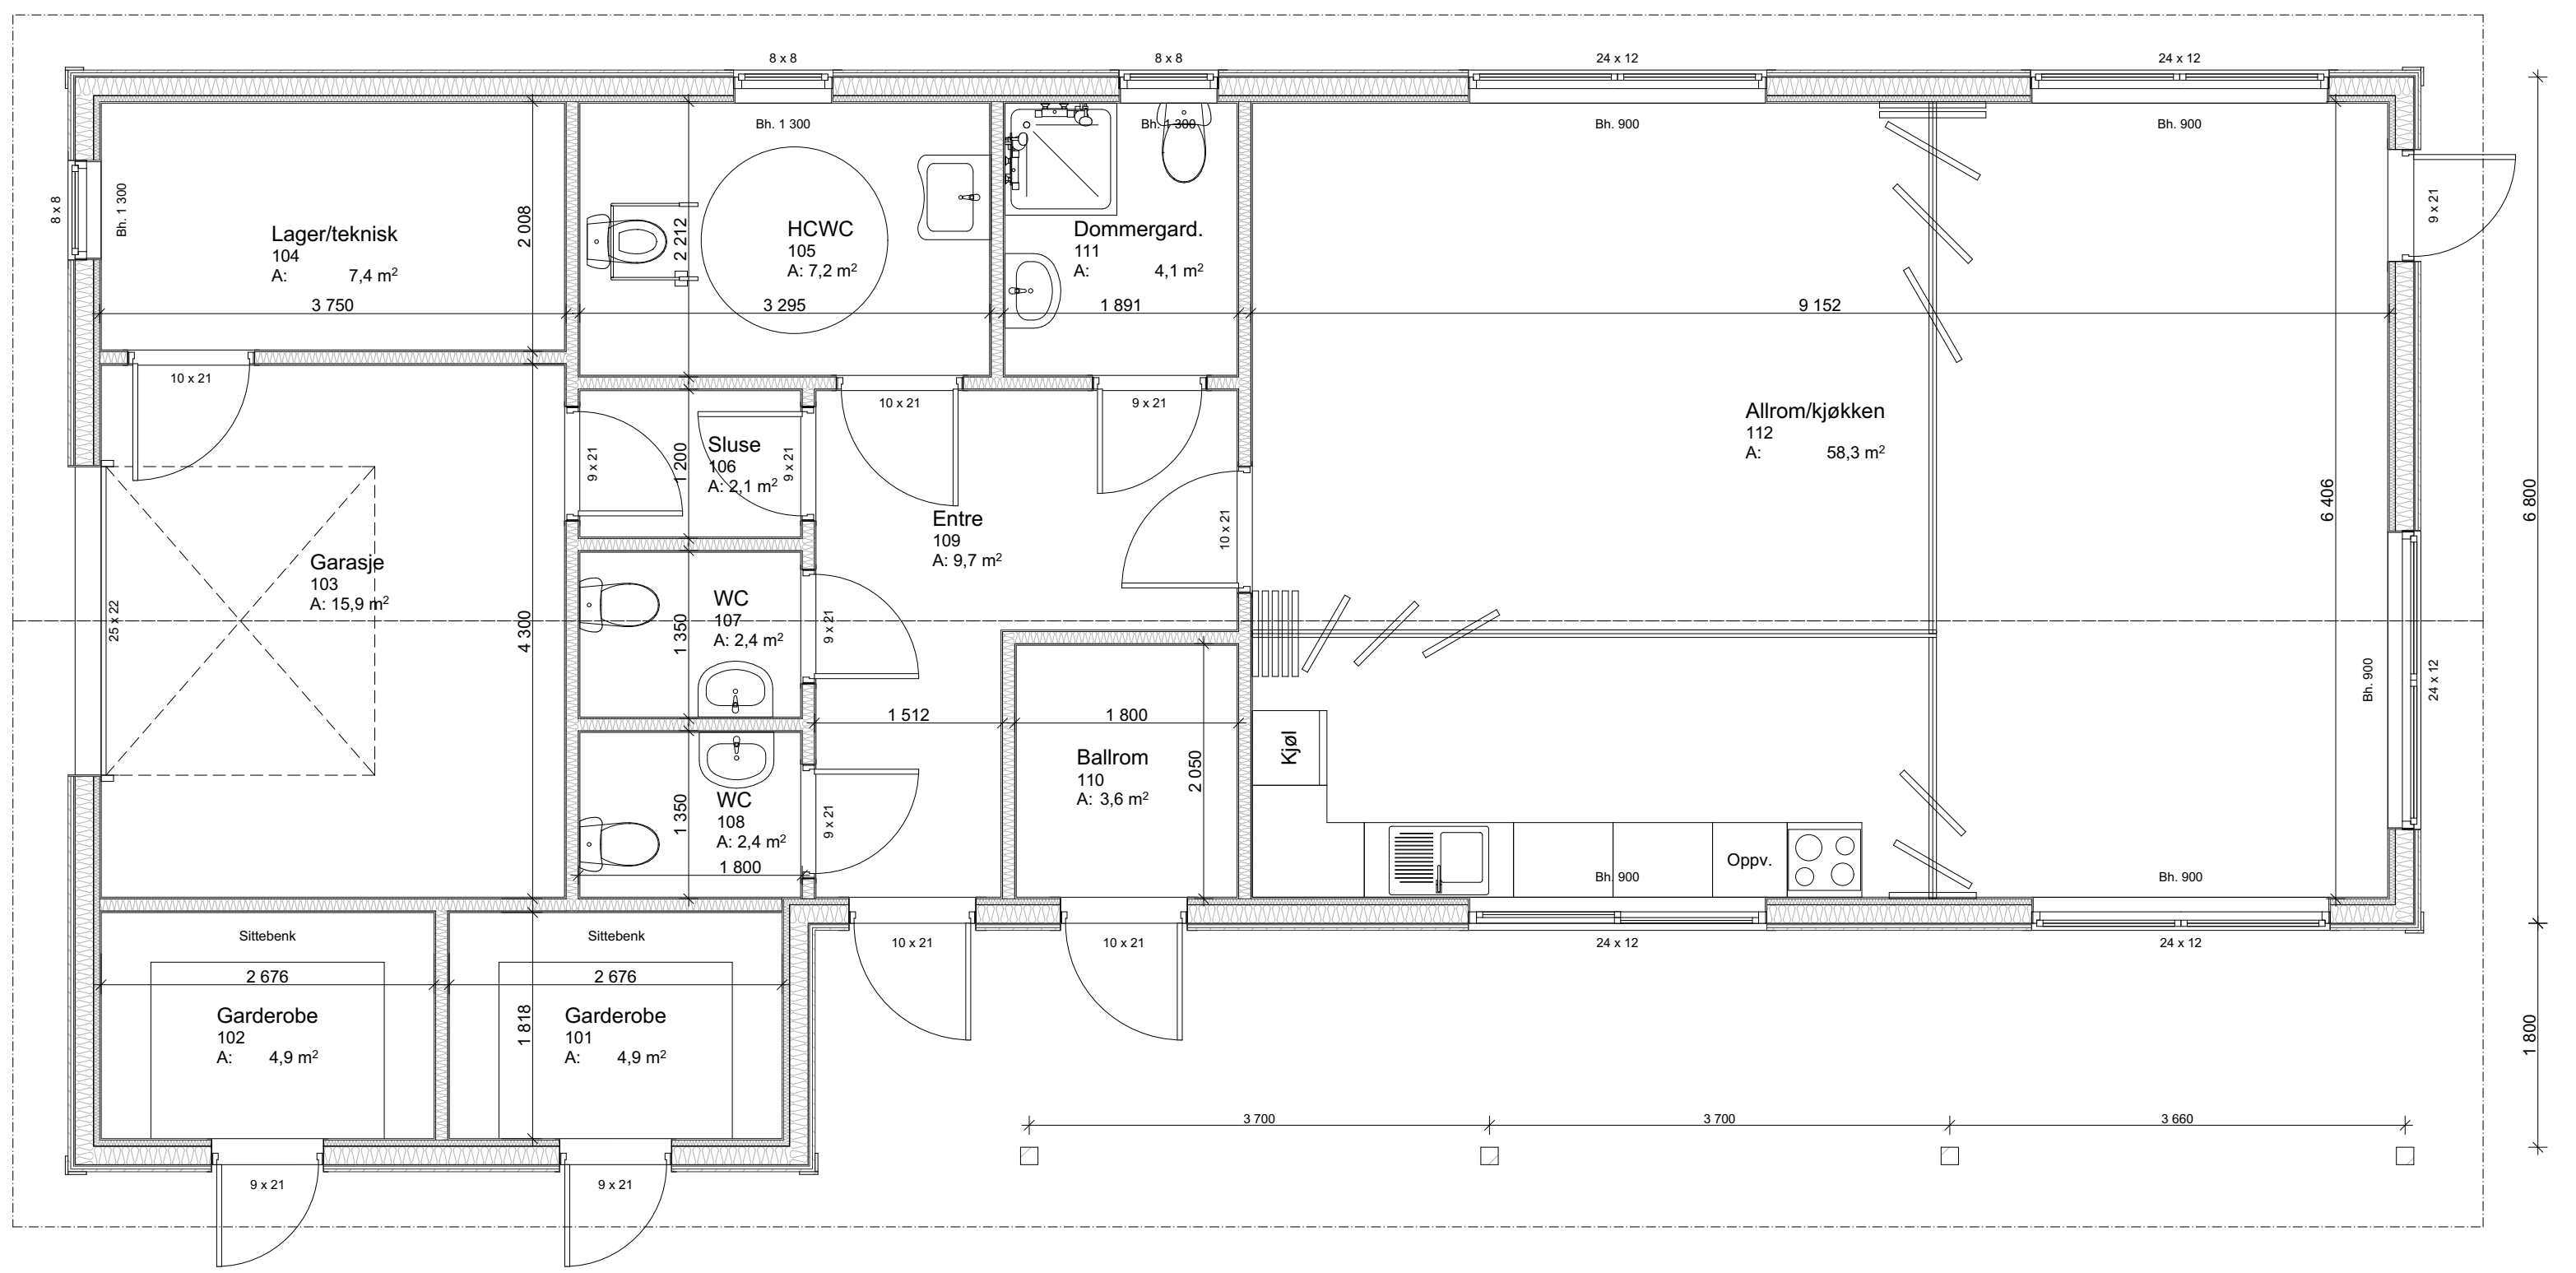 8 x 8
8 x 8
24 x 12
24 x 12
Bh. 1 300
Bh. 1 300
Bh. 900
Bh. 900
8 x 8
Bh. 1 300
Lager/teknisk
104
A: 7,4 m²
2 008
3 750
2 212
HCWC
105
A: 7,2 m²
3 295
Dommergard.
111
A: 4,1 m²
1 891
9 152
9 x 21
10 x 21
10 x 21
9 x 21
Allrom/kjøkken
112
A: 58,3 m²
9 x 21
1 200
Sluse
106
A: 2,1 m²
9 x 21
Entre
109
A: 9,7 m²
10 x 21
6 406
6 800
Garasje
103
A: 15,9 m²
25 x 22
4 300
WC
107
A: 2,4 m²
1 350
9 x 21
Bh. 900
24 x 12
1 512
1 800
Kjøl
Ballrom
110
A: 3,6 m²
2 050
WC
108
A: 2,4 m²
1 350
1 800
9 x 21
Oppv.
Bh. 900
Bh. 900
Sittebenk
Sittebenk
10 x 21
10 x 21
24 x 12
24 x 12
2 676
2 676
Garderobe
102
A: 4,9 m²
1 818
Garderobe
101
A: 4,9 m²
1 800
3 700
3 700
3 660
9 x 21
9 x 21